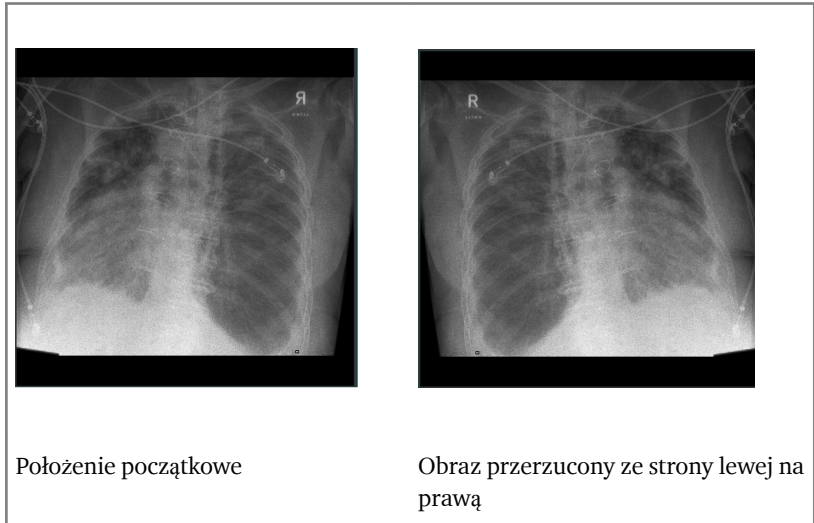 R
R
Położenie początkowe
Obraz przerzucony ze strony lewej na
prawą